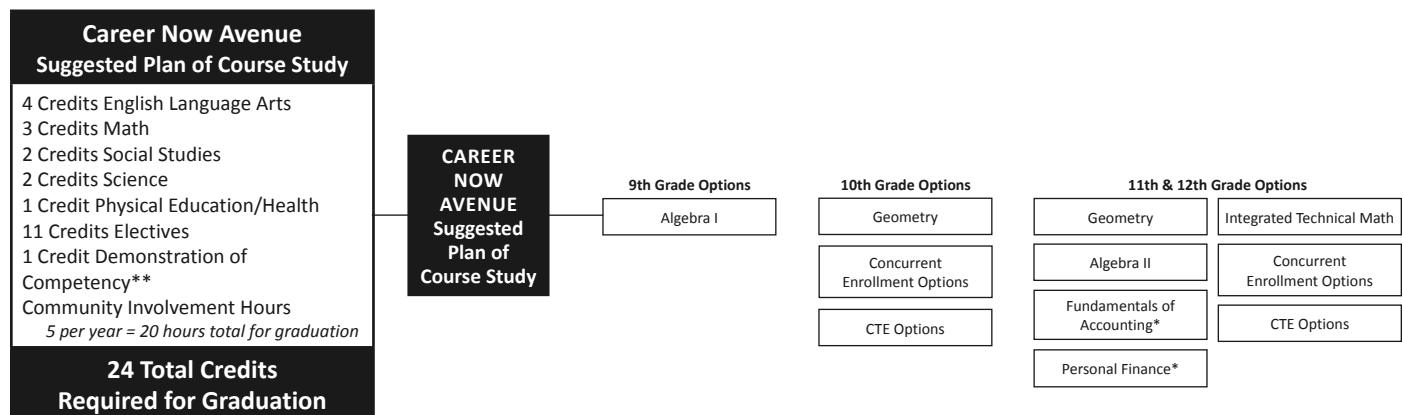 Career Now Avenue
Suggested Plan of Course Study
4 Credits English Language Arts
3 Credits Math
2 Credits Social Studies
2 Credits Science
1 Credit Physical Education/Health
11 Credits Electives
1 Credit Demonstration of
Competency**
Community Involvement Hours
5 per year = 20 hours total for graduation
24 Total Credits
Required for Graduation
CAREER
NOW
AVENUE
Suggested
Plan of
Course Study
9th Grade Options
Algebra I
10th Grade Options
Geometry
Concurrent
Enrollment Options
CTE Options
11th & 12th Grade Options
Geometry
Algebra II
Fundamentals of
Accounting*
Personal Finance*
Integrated Technical Math
Concurrent
Enrollment Options
CTE Options